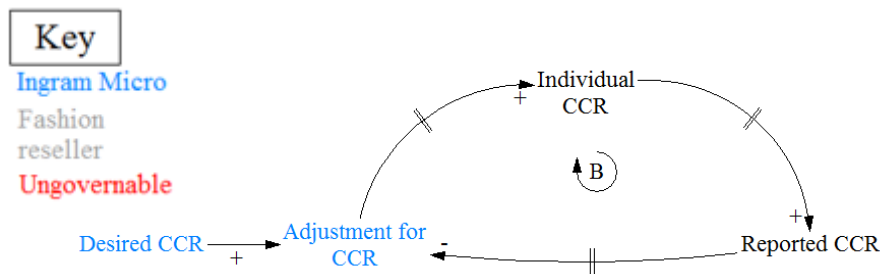 Key
Ingram Micro
Fashion
reseller
Ungovernable
Individual
CCR
+
B
Desired CCR
+
Adjustment for
CCR
-
+
Reported CCR